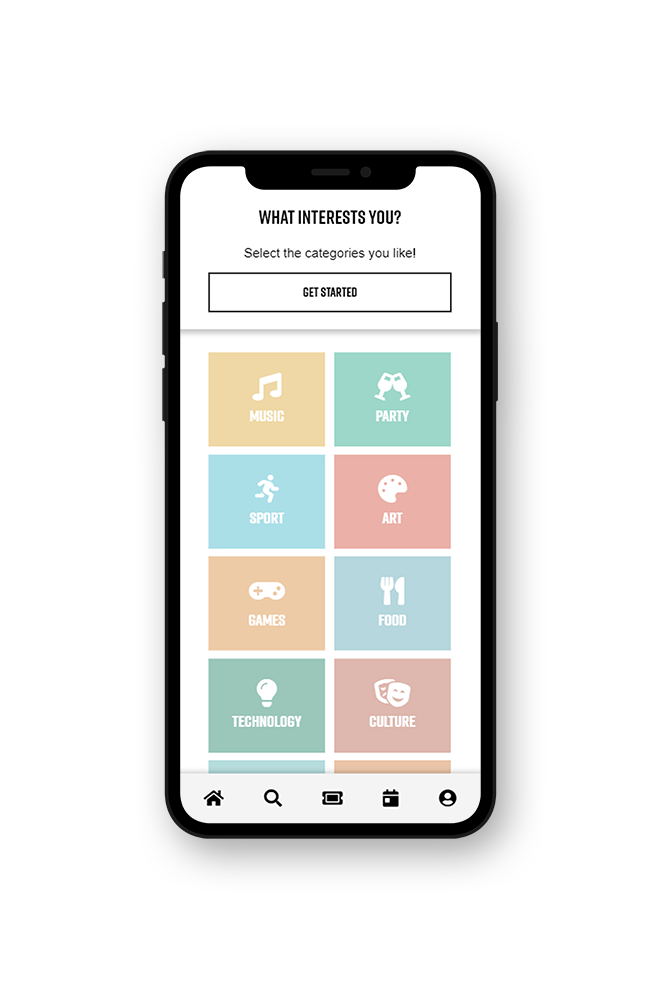 WHAT INTERESTS YOU?
Select the categories you like!
GET STARTED
MUSIC
PARTY
SPORT
ART
GAMES
FOOD
TECHNOLOGY
CULTURE